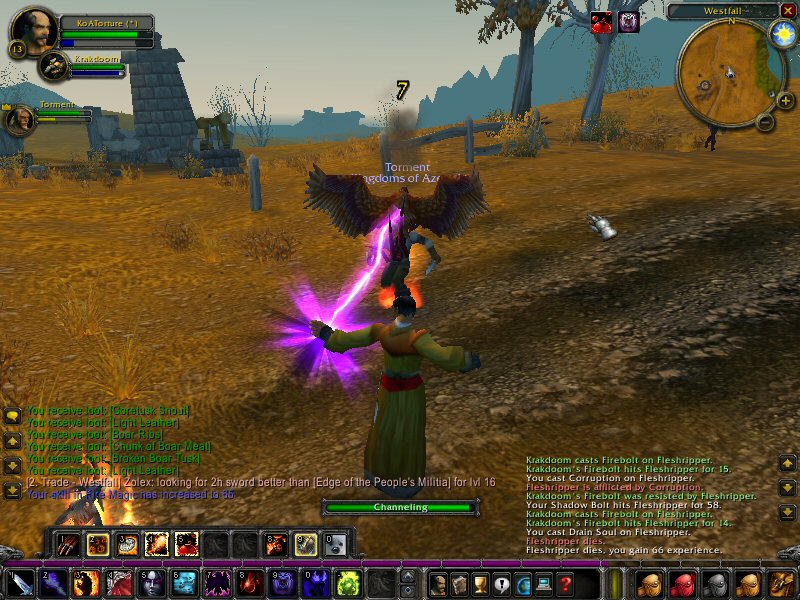 KoATorture (*)
13
Krakdoom
Torment
Westfall
N
7
Torment
ngdoms of Aze
You receive loot: [Goretusk Snout]
You receive loot: [Light Leather]
You receive loot: [Boar Ribs]
You receive loot: [Chunk of Boar Meat]
You receive loot: [Broken Boar Tusk]
You receive loot: [Light Leather]
[2. Trade - Westfall] Zolex: looking for 2h sword better than [Edge of the People's Militia] for lvl 16
Your skill in Fire Magic has increased to 65.
Krakdoom casts Firebolt on Fleshripper.
Krakdoom's Firebolt hits Fleshripper for 15.
You cast Corruption on Fleshripper.
Fleshripper is afflicted by Corruption.
Krakdoom's Firebolt was resisted by Fleshripper.
Your Shadow Bolt hits Fleshripper for 58.
Krakdoom casts Firebolt on Fleshripper.
Krakdoom's Firebolt hits Fleshripper for 14.
You cast Drain Soul on Fleshripper.
Fleshripper dies.
Fleshripper dies, you gain 66 experience.
Channeling